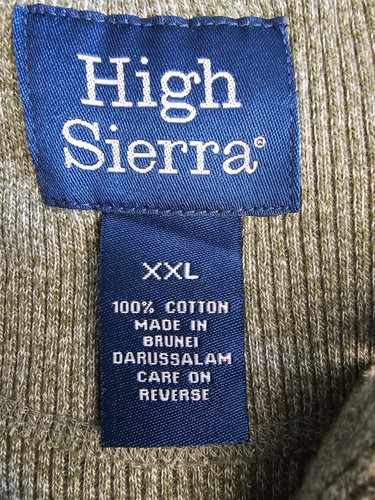 High
Sierra®
XXL
100% COTTON
MADE IN
BRUNEI
DARUSSALAM
CARE ON
REVERSE